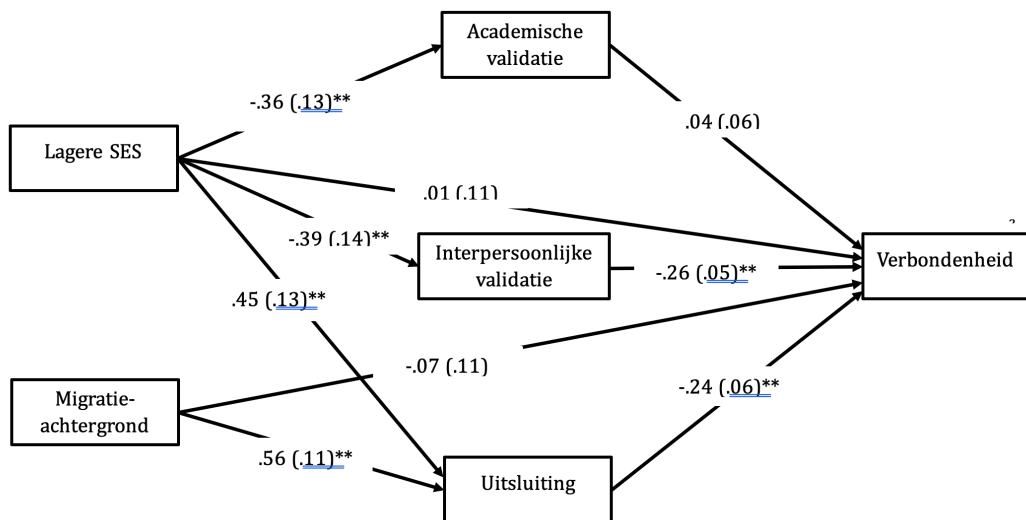 Academische
validatie
-.36 (.13)**
.04 (.06)
Lagere SES
.01 (.11)
-.39 (.14)**
Interpersoonlijke
validatie
-.26 (.05)**
Verbondenheid
.45 (.13)**
-.07 (.11)
Migratie-
achtergrond
-.24 (.06)**
.56 (.11)**
Uitsluiting